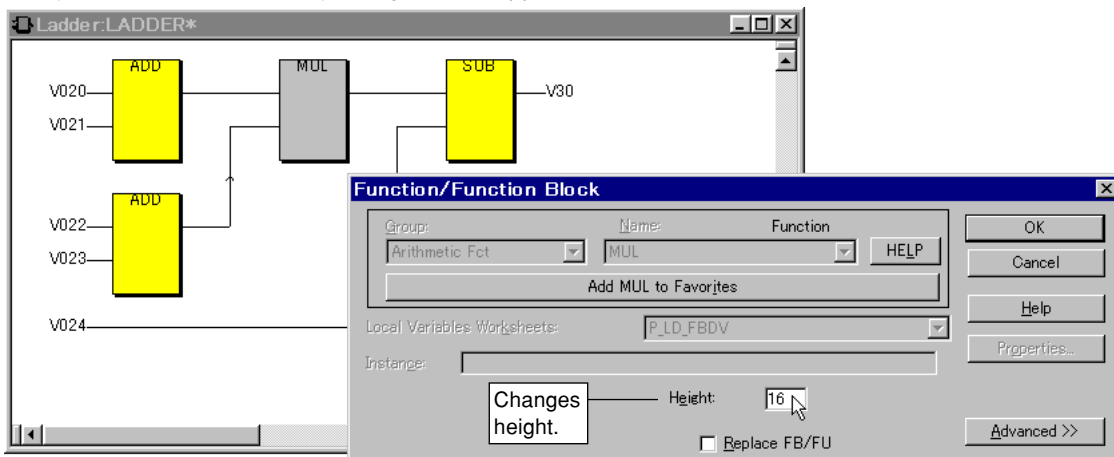 Ladder:LADDER*
ADD MUL SUB
V020 V30
V021
ADD
V022
V023
V024
Function/Function Block
Group: Name: Function
Arithmetic Fct MUL HELP
Add MUL to Favorites
Local Variables Worksheets: P_LD_FBDV
Instance:
Changes
height.
Height: 16
Replace FB/FU
OK
Cancel
Help
Properties...
Advanced >>